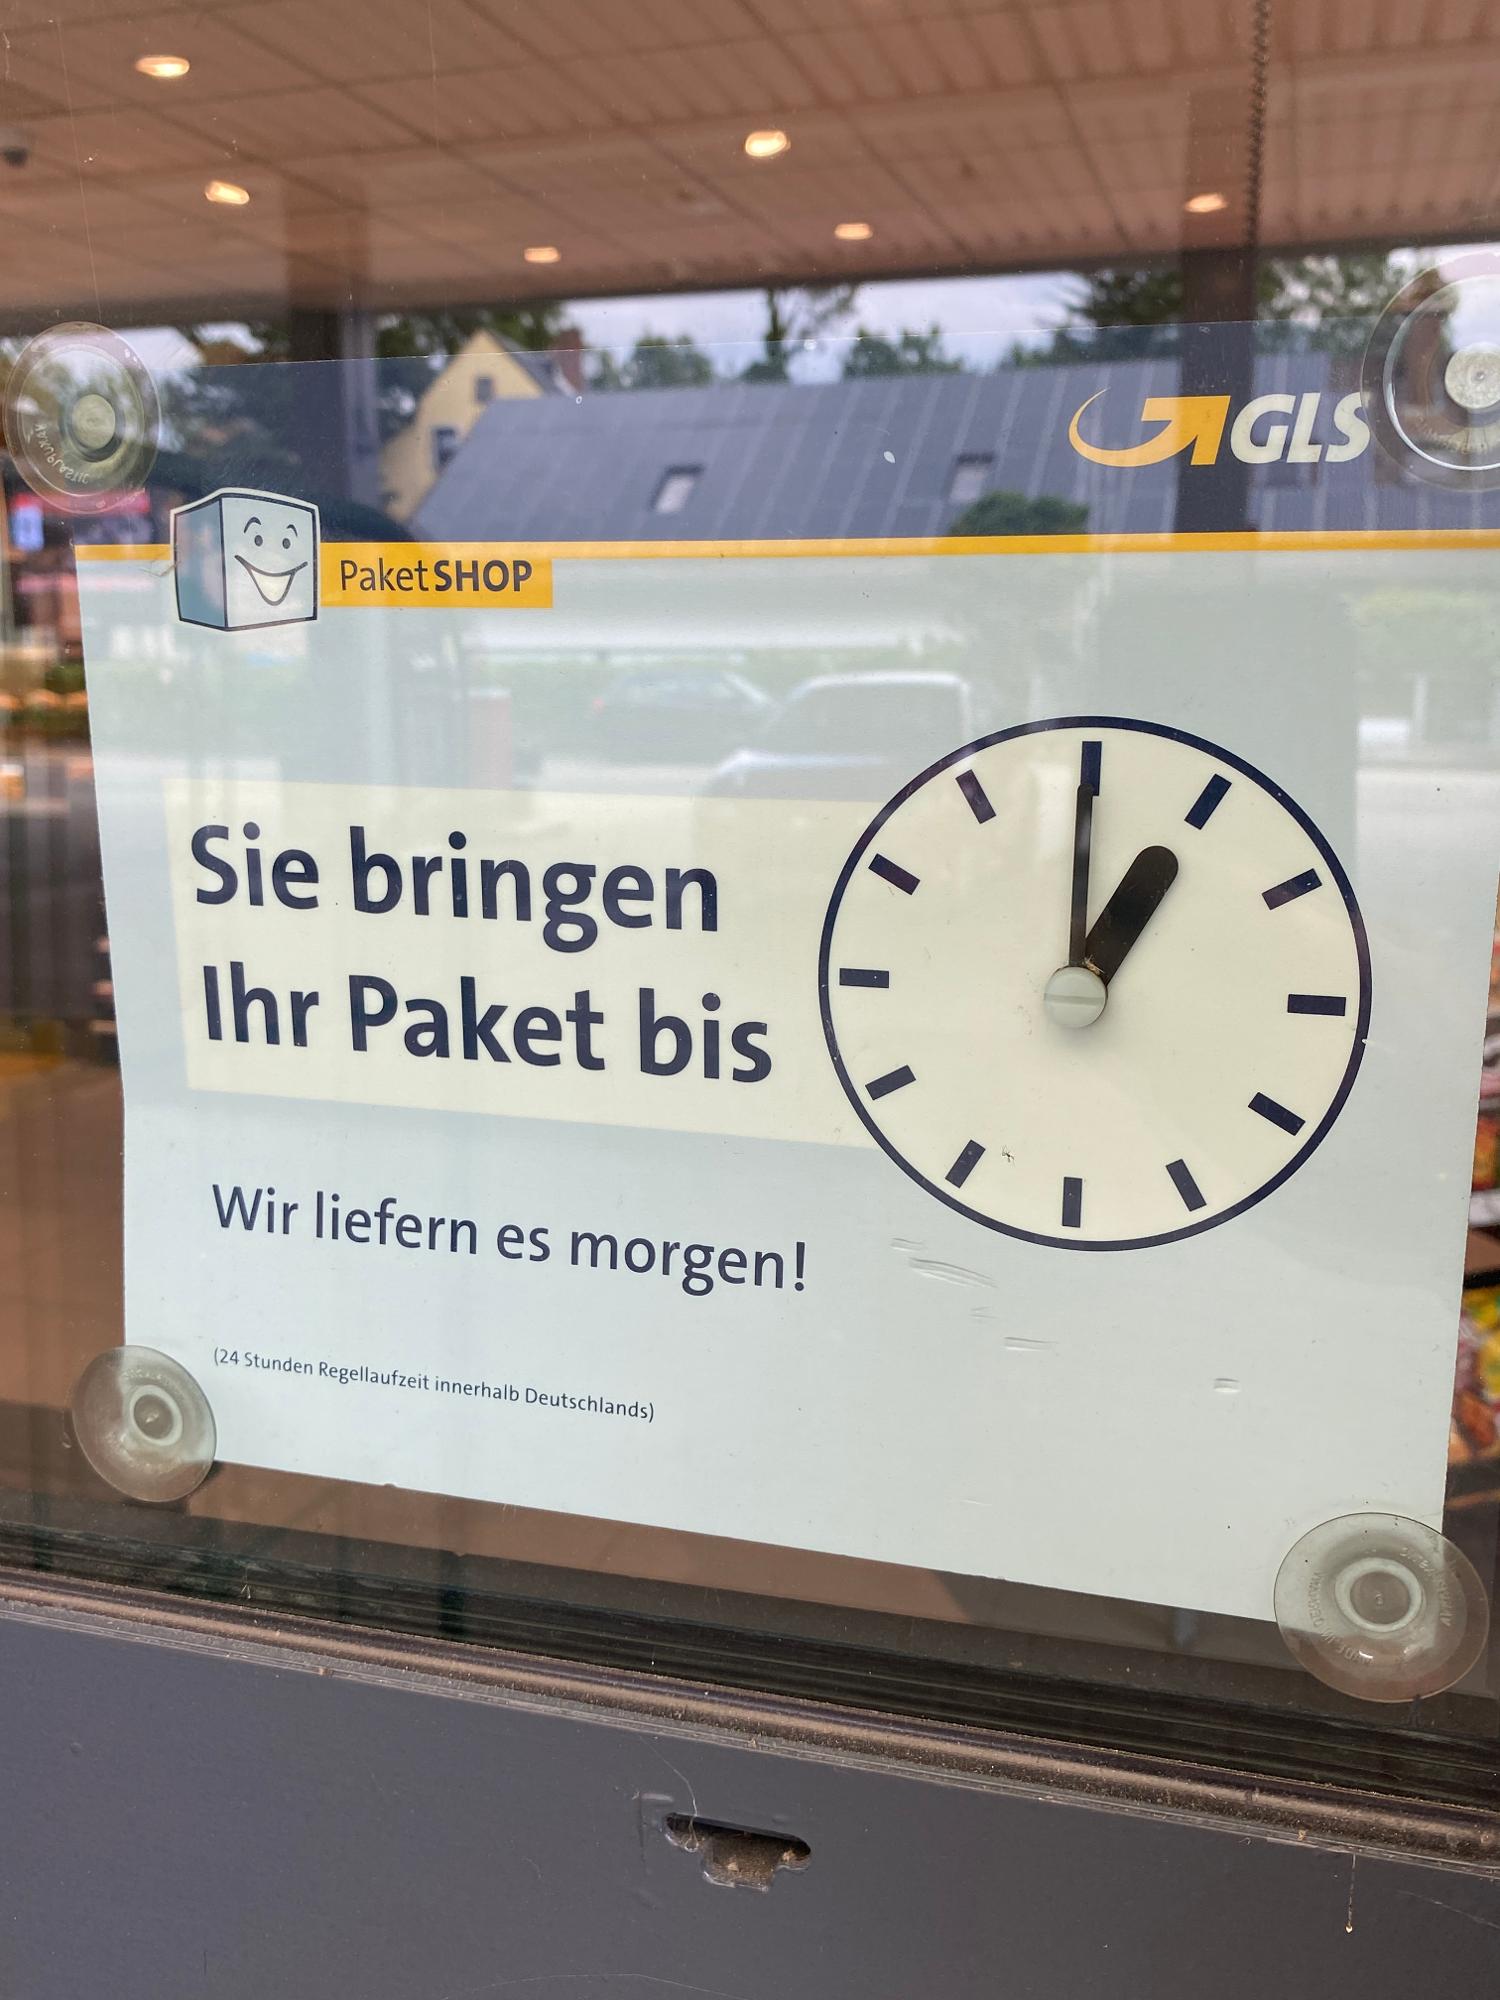 GLS
PaketSHOP
Sie bringen
Ihr Paket bis
Wir liefern es morgen!
(24 Stunden Regellaufzeit innerhalb Deutschlands)